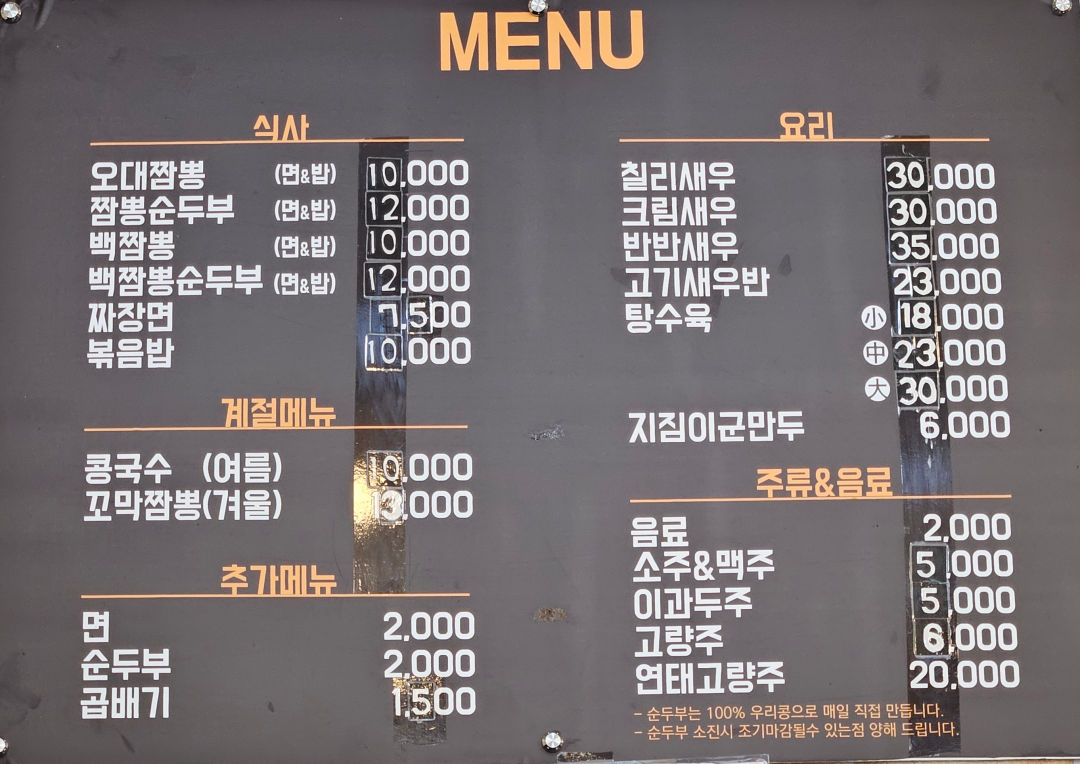 MENU
식사
오대짬뽕 (면&밥) 10,000
짬뽕순두부 (면&밥) 12,000
백짬뽕 (면&밥) 10,000
백짬뽕순두부 (면&밥) 12,000
짜장면 7,500
볶음밥 10,000
계절메뉴
콩국수 (여름) 10,000
꼬막짬뽕(겨울) 13,000
추가메뉴
면 2,000
순두부 2,000
곱배기 1,500
요리
칠리새우 30,000
크림새우 30,000
반반새우 35,000
고기새우반 23,000
탕수육 小 18,000
中 23,000
大 30,000
지짐이군만두 6,000
주류&음료
음료 2,000
소주&맥주 5,000
이과두주 5,000
고량주 6,000
연태고량주 20,000
- 순두부는 100% 우리콩으로 매일 직접 만듭니다.
- 순두부 소진시 조기마감될수 있는점 양해 드립니다.